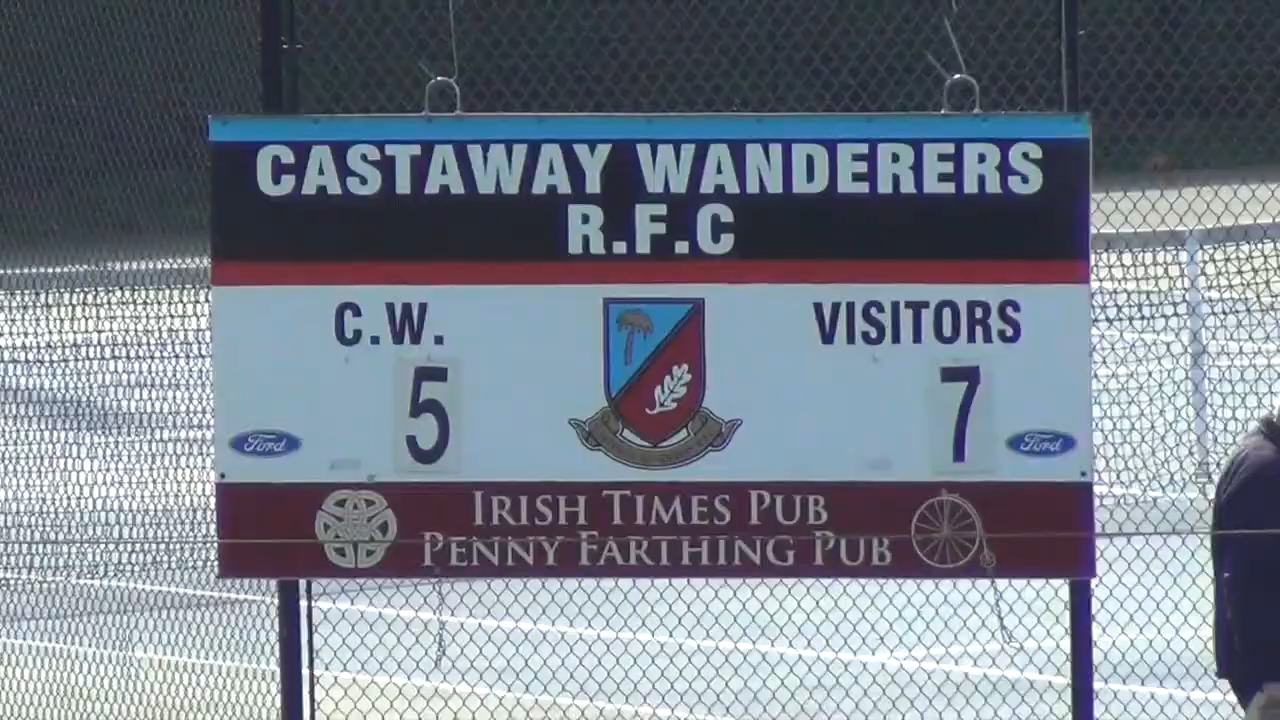 CASTAWAY WANDERERS
R.F.C
C.W. VISITORS
5 7
Ford Ford
IRISH TIMES PUB
PENNY FARTHING PUB